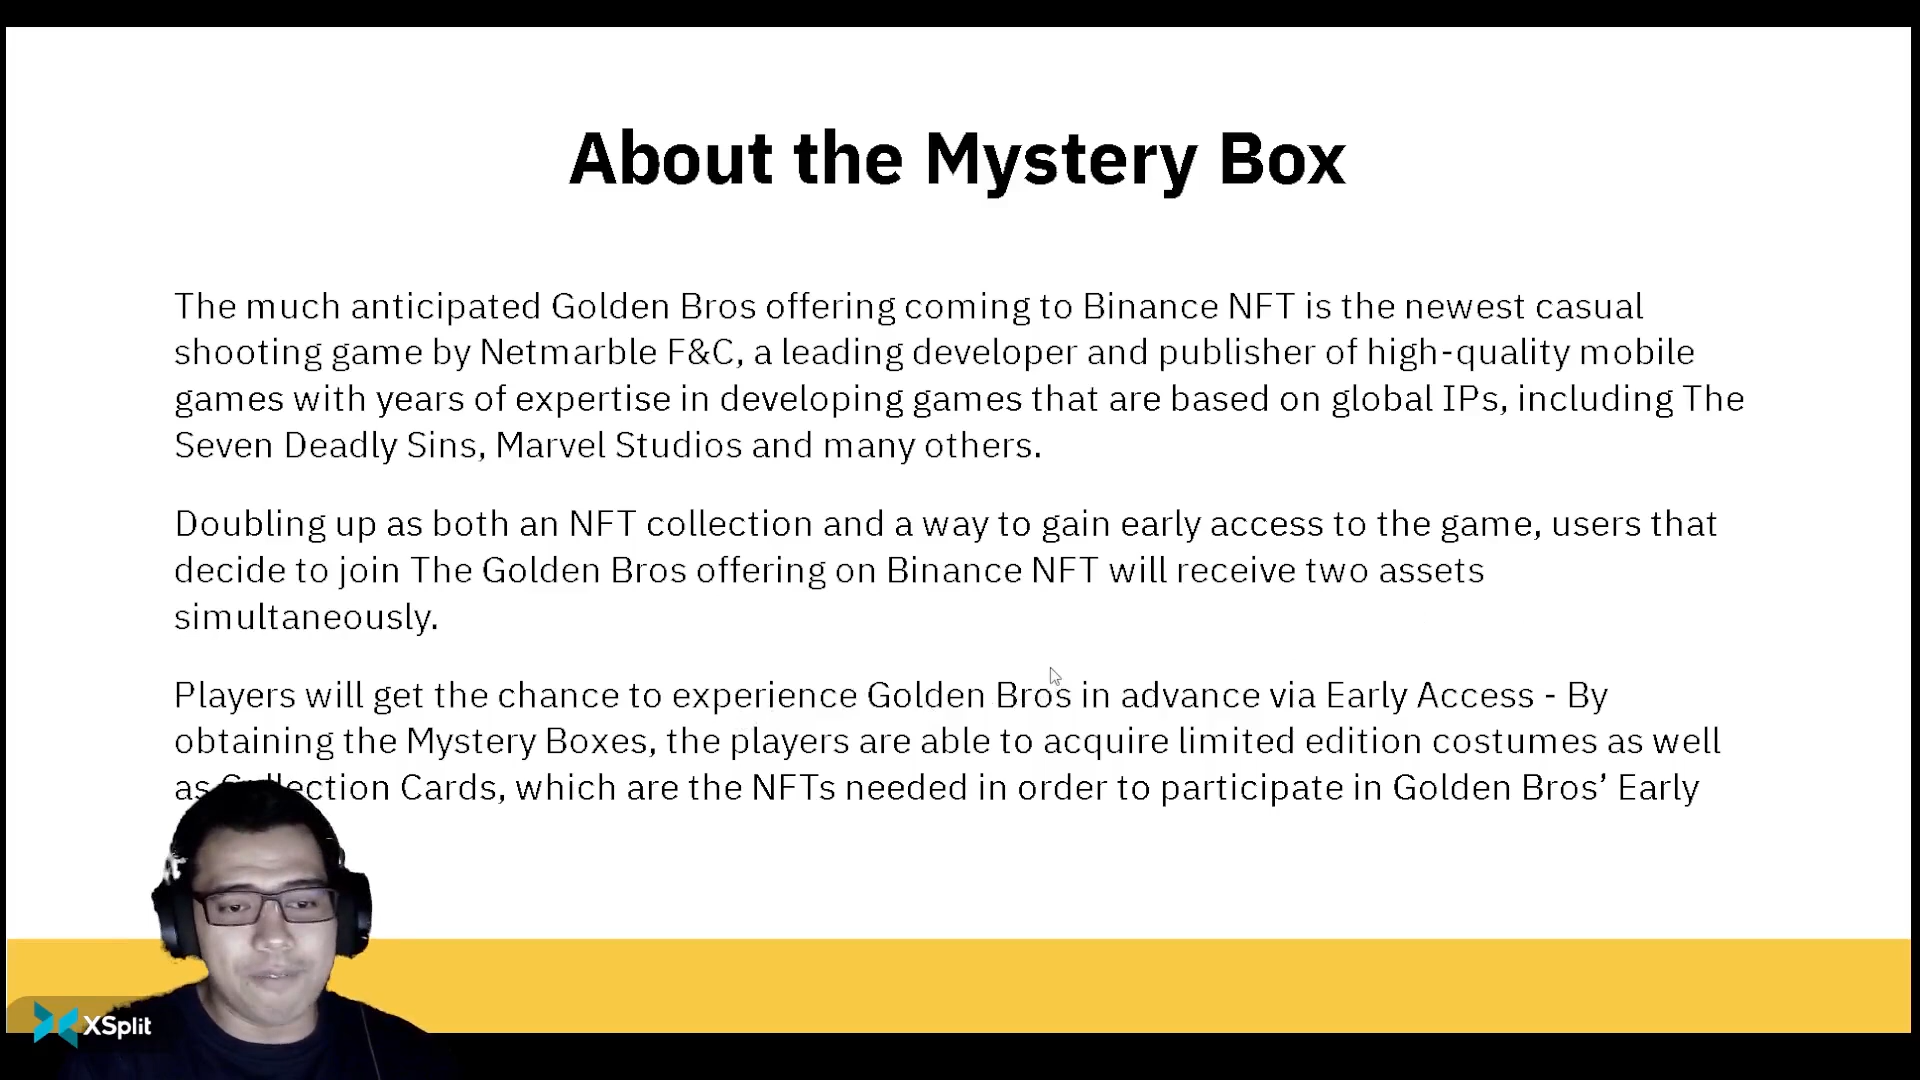 About the Mystery Box
The much anticipated Golden Bros offering coming to Binance NFT is the newest casual
shooting game by Netmarble F&C, a leading developer and publisher of high-quality mobile
games with years of expertise in developing games that are based on global IPs, including The
Seven Deadly Sins, Marvel Studios and many others.
Doubling up as both an NFT collection and a way to gain early access to the game, users that
decide to join The Golden Bros offering on Binance NFT will receive two assets
simultaneously.
Players will get the chance to experience Golden Bros in advance via Early Access - By
obtaining the Mystery Boxes, the players are able to acquire limited edition costumes as well
as Collection Cards, which are the NFTs needed in order to participate in Golden Bros’ Early
XSplit